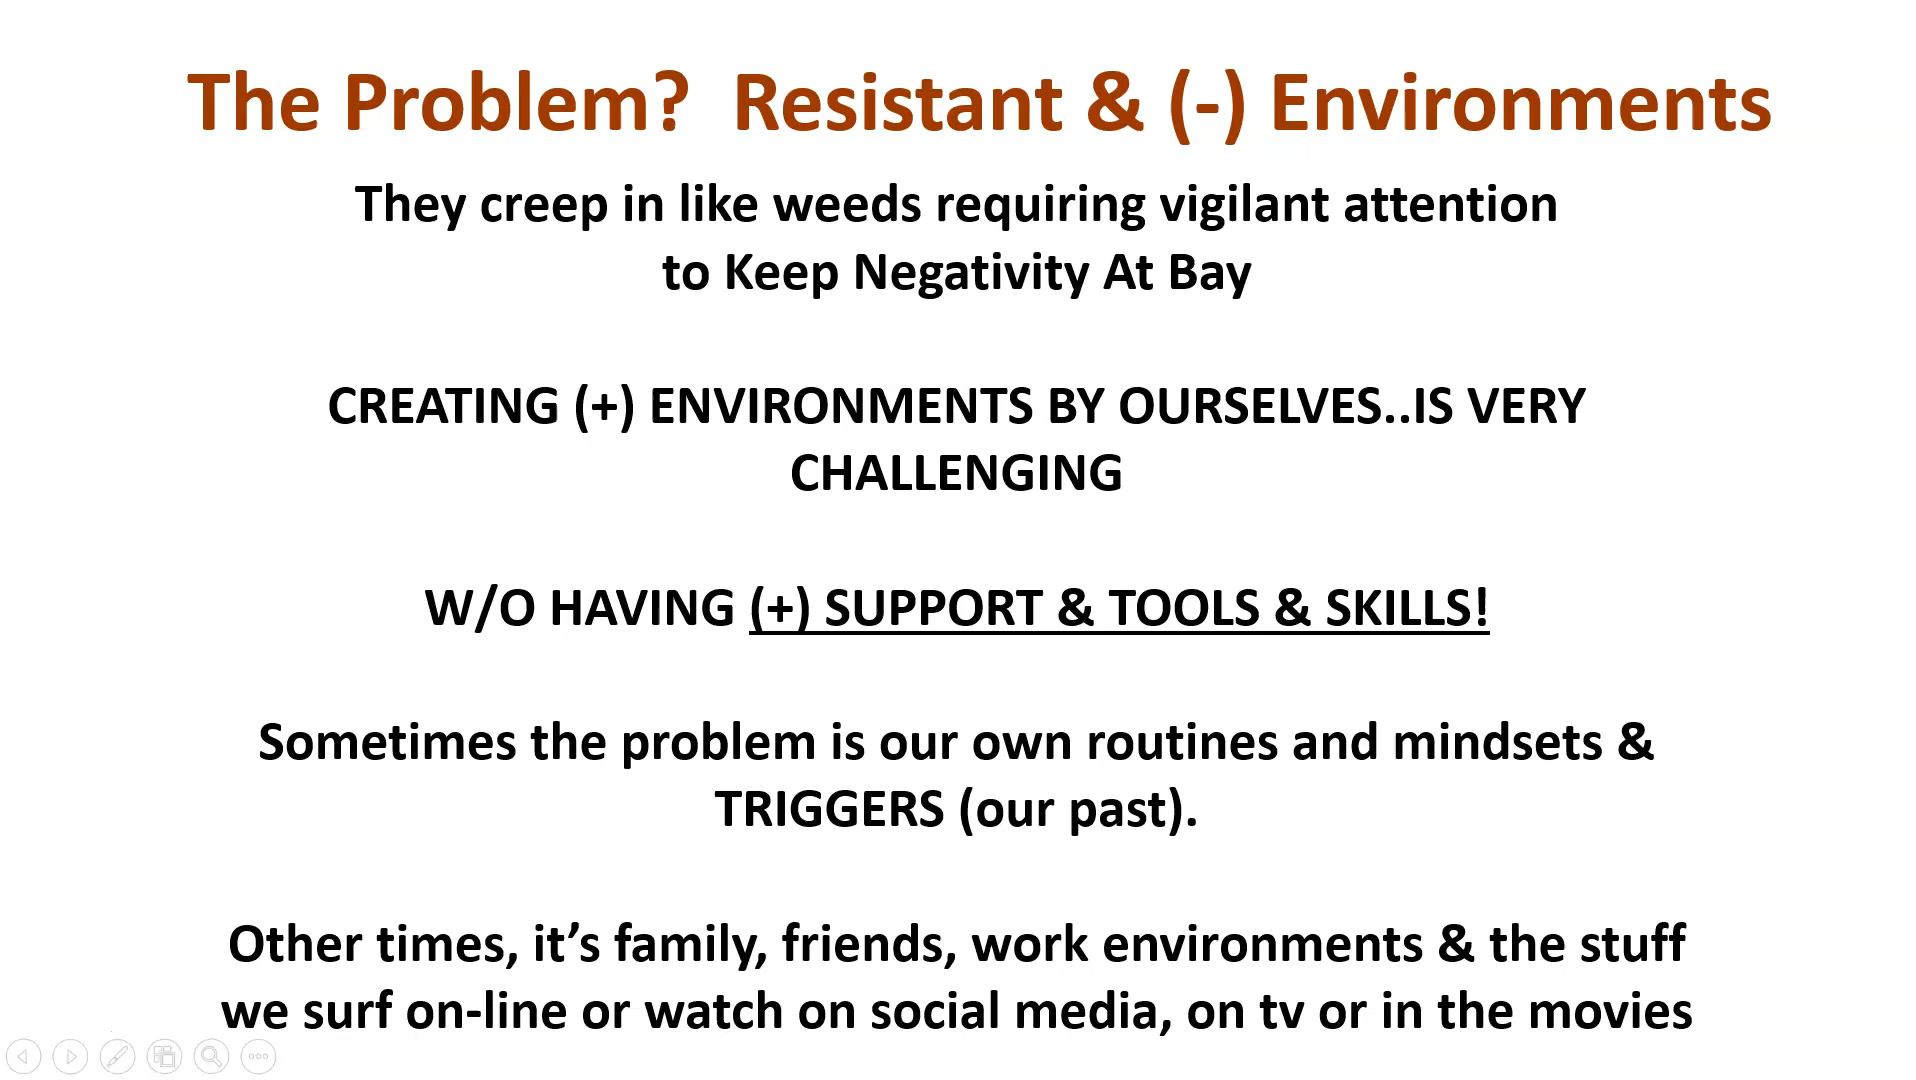 The Problem?  Resistant & (-) Environments
They creep in like weeds requiring vigilant attention
to Keep Negativity At Bay
CREATING (+) ENVIRONMENTS BY OURSELVES..IS VERY
CHALLENGING
W/O HAVING (+) SUPPORT & TOOLS & SKILLS!
Sometimes the problem is our own routines and mindsets &
TRIGGERS (our past).
Other times, it’s family, friends, work environments & the stuff
we surf on-line or watch on social media, on tv or in the movies